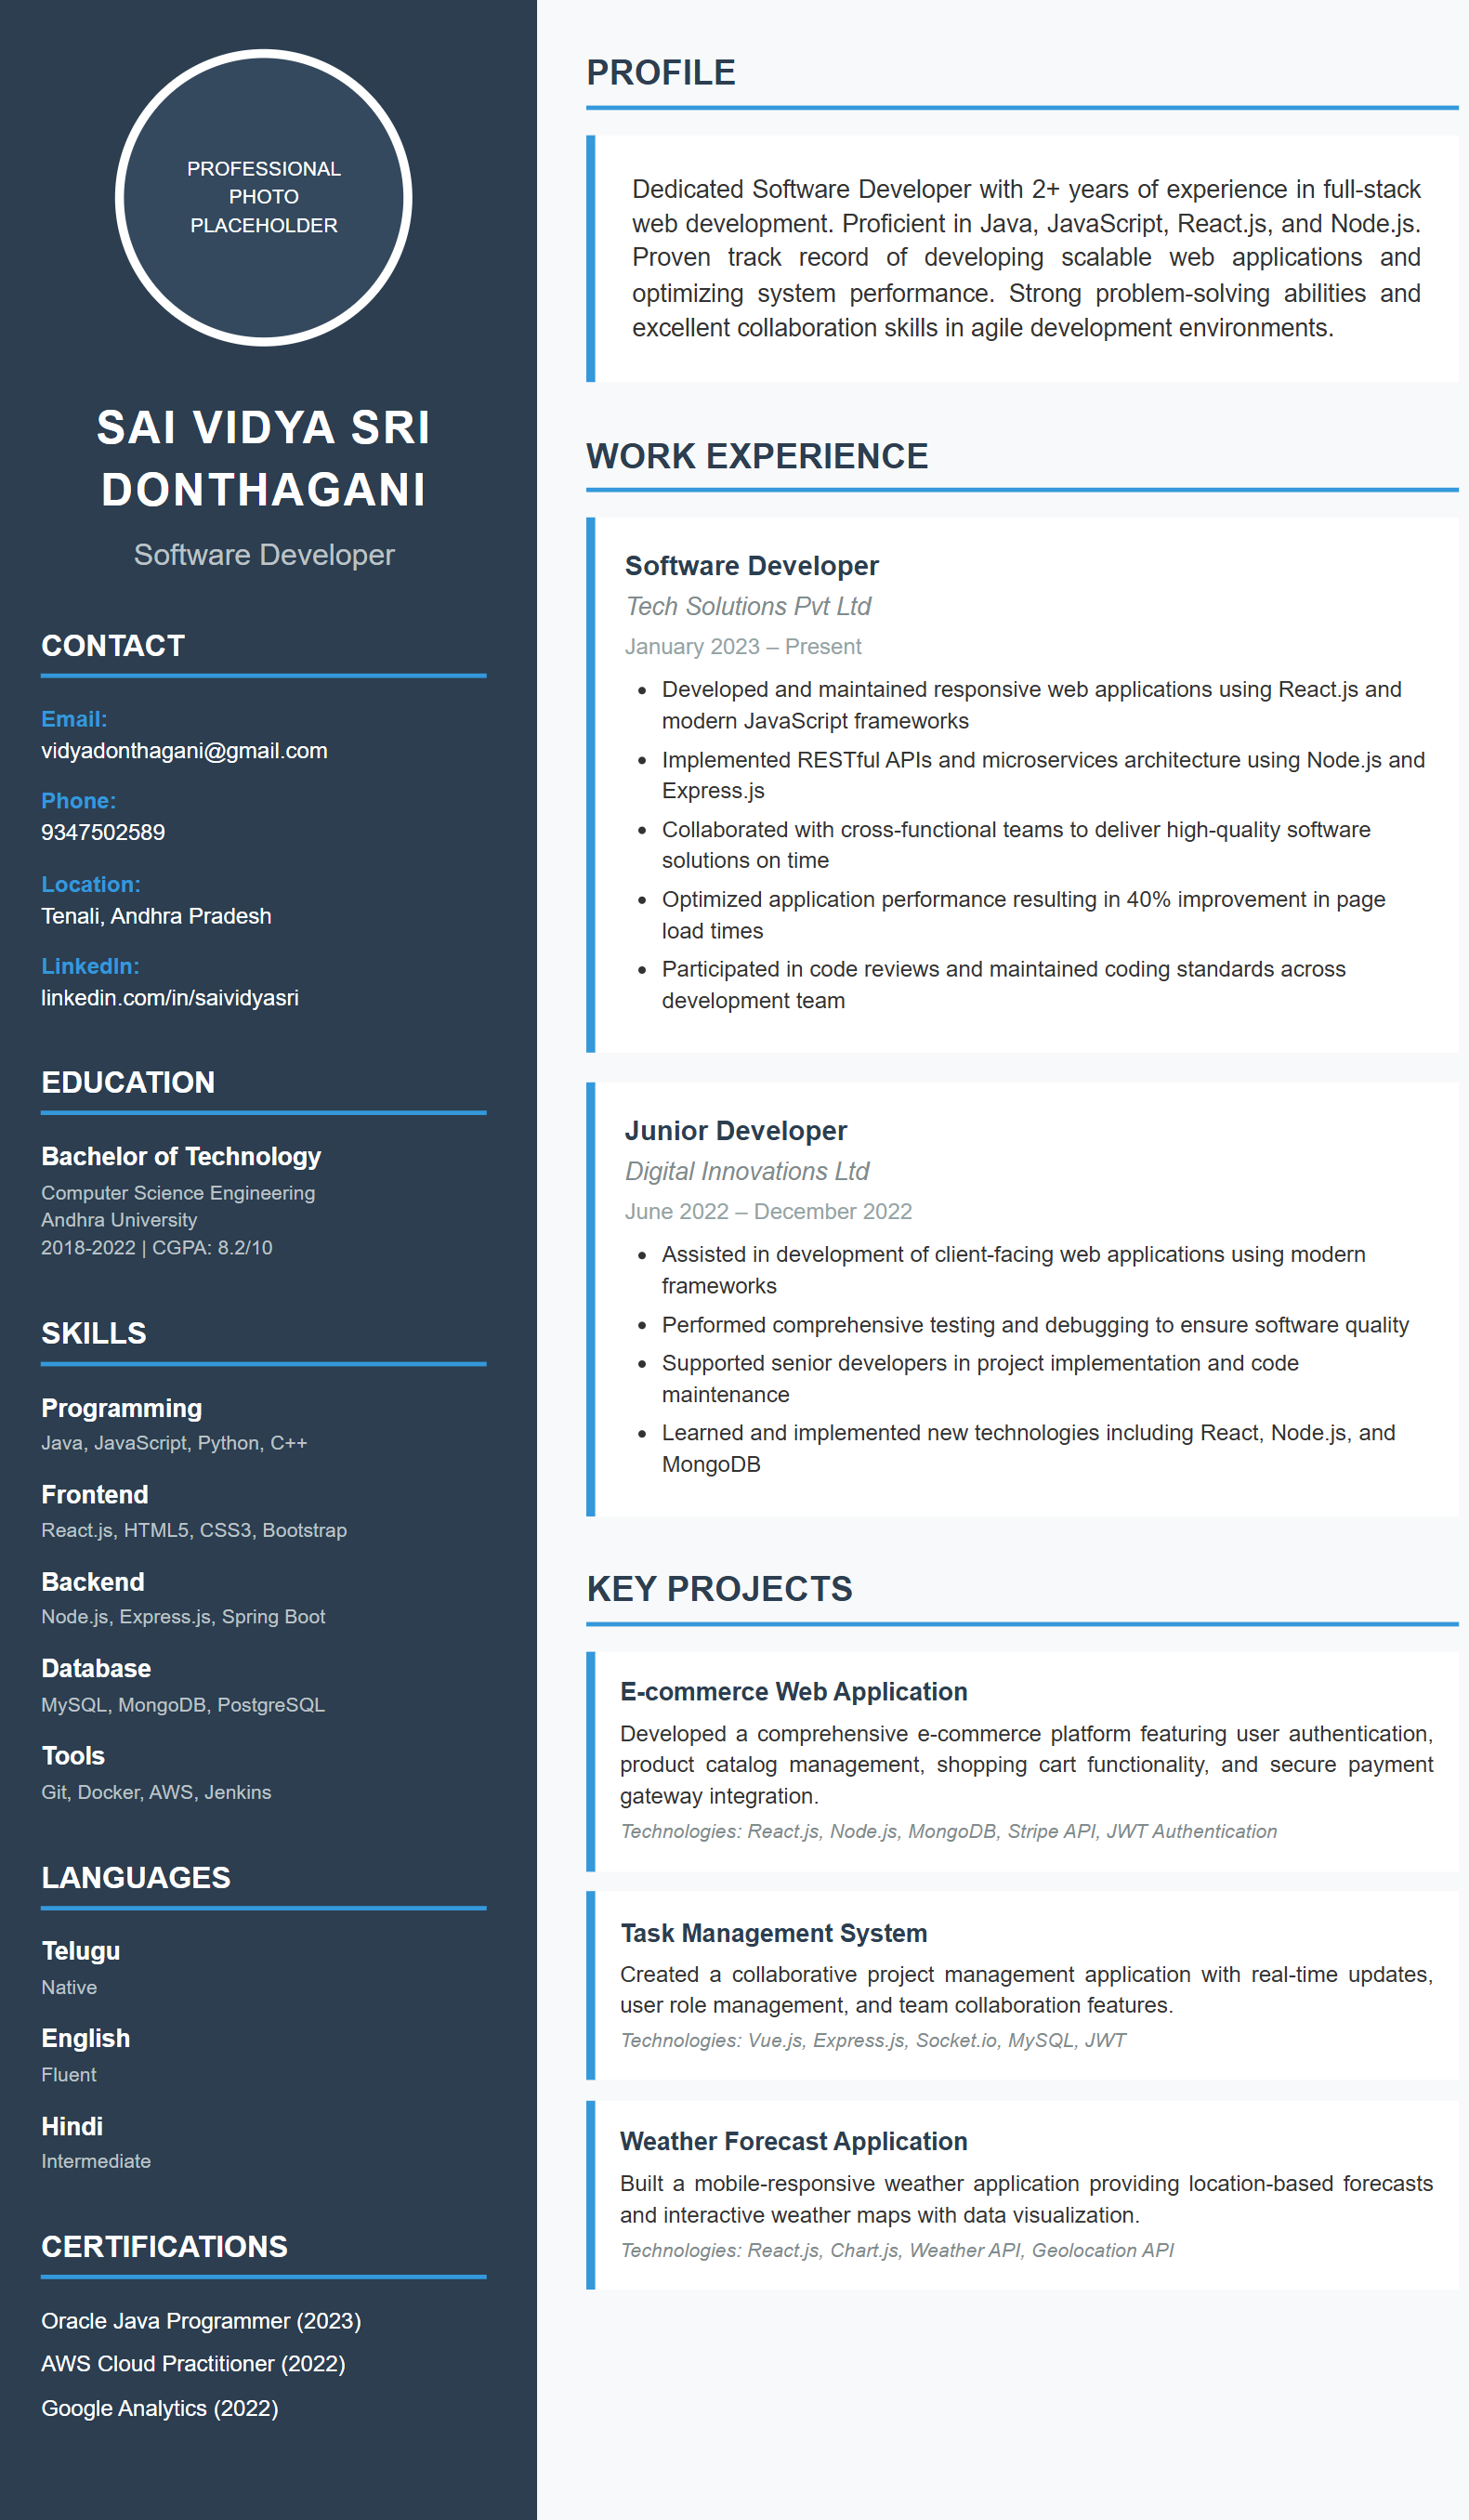 PROFESSIONAL
PHOTO
PLACEHOLDER
SAI VIDYA SRI
DONTHAGANI
Software Developer
CONTACT
Email:
vidyadonthagani@gmail.com
Phone:
9347502589
Location:
Tenali, Andhra Pradesh
LinkedIn:
linkedin.com/in/saividyasri
EDUCATION
Bachelor of Technology
Computer Science Engineering
Andhra University
2018-2022 | CGPA: 8.2/10
SKILLS
Programming
Java, JavaScript, Python, C++
Frontend
React.js, HTML5, CSS3, Bootstrap
Backend
Node.js, Express.js, Spring Boot
Database
MySQL, MongoDB, PostgreSQL
Tools
Git, Docker, AWS, Jenkins
LANGUAGES
Telugu
Native
English
Fluent
Hindi
Intermediate
CERTIFICATIONS
Oracle Java Programmer (2023)
AWS Cloud Practitioner (2022)
Google Analytics (2022)
PROFILE
Dedicated Software Developer with 2+ years of experience in full-stack
web development. Proficient in Java, JavaScript, React.js, and Node.js.
Proven track record of developing scalable web applications and
optimizing system performance. Strong problem-solving abilities and
excellent collaboration skills in agile development environments.
WORK EXPERIENCE
Software Developer
Tech Solutions Pvt Ltd
January 2023 – Present
• Developed and maintained responsive web applications using React.js and
modern JavaScript frameworks
• Implemented RESTful APIs and microservices architecture using Node.js and
Express.js
• Collaborated with cross-functional teams to deliver high-quality software
solutions on time
• Optimized application performance resulting in 40% improvement in page
load times
• Participated in code reviews and maintained coding standards across
development team
Junior Developer
Digital Innovations Ltd
June 2022 – December 2022
• Assisted in development of client-facing web applications using modern
frameworks
• Performed comprehensive testing and debugging to ensure software quality
• Supported senior developers in project implementation and code
maintenance
• Learned and implemented new technologies including React, Node.js, and
MongoDB
KEY PROJECTS
E-commerce Web Application
Developed a comprehensive e-commerce platform featuring user authentication,
product catalog management, shopping cart functionality, and secure payment
gateway integration.
Technologies: React.js, Node.js, MongoDB, Stripe API, JWT Authentication
Task Management System
Created a collaborative project management application with real-time updates,
user role management, and team collaboration features.
Technologies: Vue.js, Express.js, Socket.io, MySQL, JWT
Weather Forecast Application
Built a mobile-responsive weather application providing location-based forecasts
and interactive weather maps with data visualization.
Technologies: React.js, Chart.js, Weather API, Geolocation API